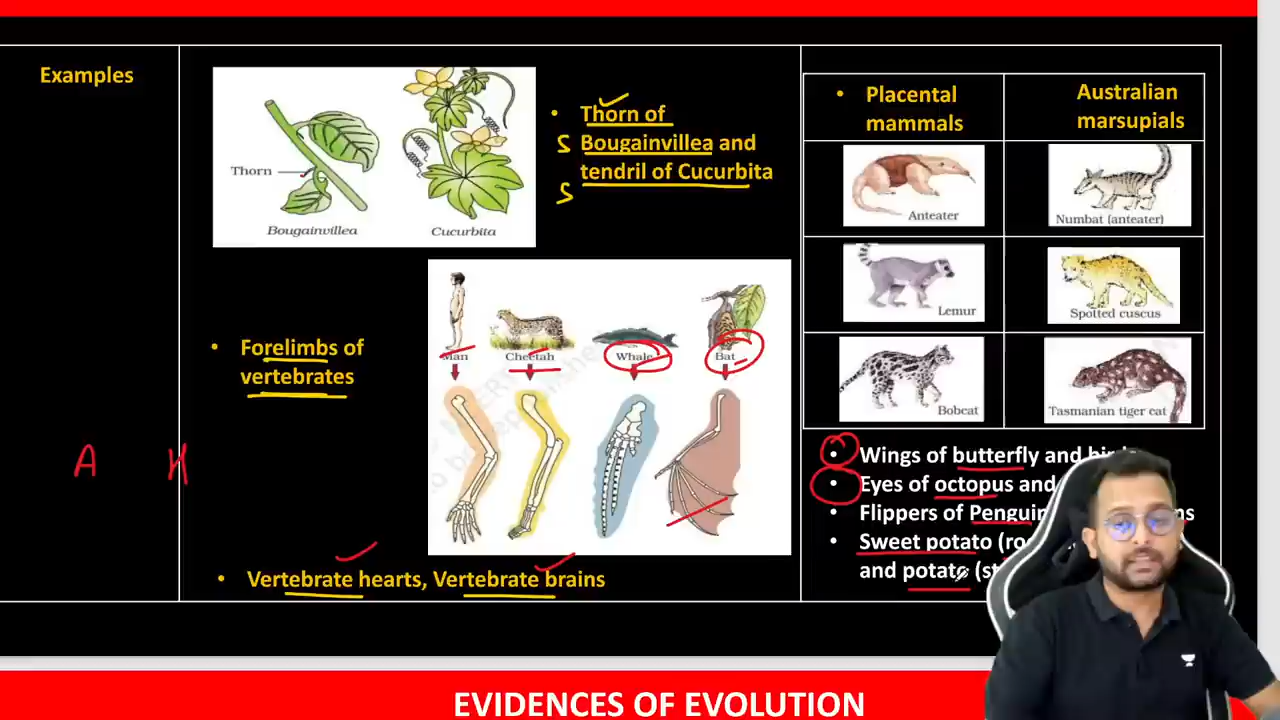 Examples
Thorn
Bougainvillea
Cucurbita
• Thorn of
S Bougainvillea and
tendril of Cucurbita
S
• Forelimbs of
vertebrates
Man
Cheetah
Whale
Bat
A H
• Vertebrate hearts, Vertebrate brains
• Placental
mammals
Australian
marsupials
Anteater
Numbat (anteater)
Lemur
Spotted cuscus
Bobcat
Tasmanian tiger cat
• Wings of butterfly and
• Eyes of octopus and
• Flippers of Penguin
• Sweet potato
and potato
EVIDENCES OF EVOLUTION